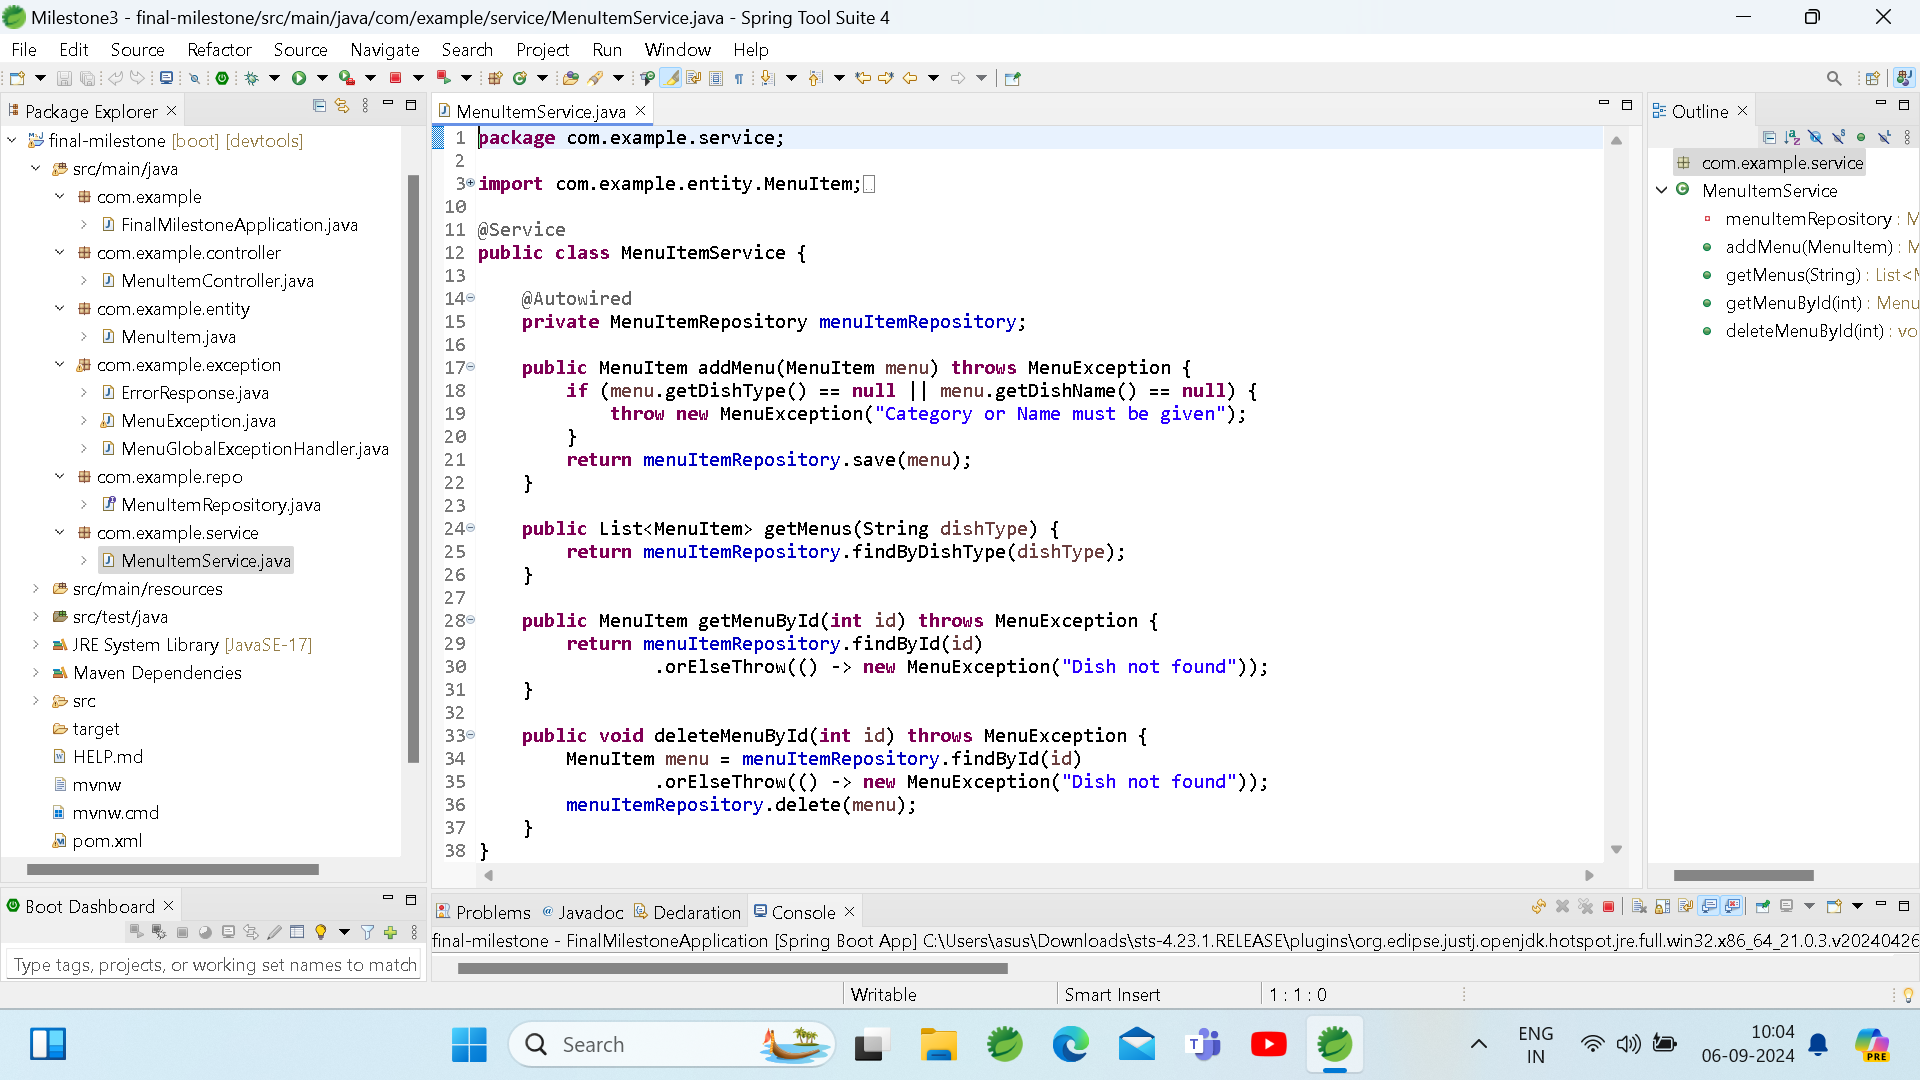 Milestone3 - final-milestone/src/main/java/com/example/service/MenuItemService.java - Spring Tool Suite 4
File Edit Source Refactor Source Navigate Search Project Run Window Help
Package Explorer
final-milestone [boot] [devtools]
src/main/java
com.example
FinalMilestoneApplication.java
com.example.controller
MenuItemController.java
com.example.entity
MenuItem.java
com.example.exception
ErrorResponse.java
MenuException.java
MenuGlobalExceptionHandler.java
com.example.repo
MenuItemRepository.java
com.example.service
MenuItemService.java
src/main/resources
src/test/java
JRE System Library [JavaSE-17]
Maven Dependencies
src
target
HELP.md
mvnw
mvnw.cmd
pom.xml
Boot Dashboard
Type tags, projects, or working set names to match
MenuItemService.java
1 package com.example.service;
2
3 import com.example.entity.MenuItem;
10
11 @Service
12 public class MenuItemService {
13
14 @Autowired
15 private MenuItemRepository menuItemRepository;
16
17 public MenuItem addMenu(MenuItem menu) throws MenuException {
18 if (menu.getDishType() == null || menu.getDishName() == null) {
19 throw new MenuException("Category or Name must be given");
20 }
21 return menuItemRepository.save(menu);
22 }
23
24 public List<MenuItem> getMenus(String dishType) {
25 return menuItemRepository.findByDishType(dishType);
26 }
27
28 public MenuItem getMenuById(int id) throws MenuException {
29 return menuItemRepository.findById(id)
30 .orElseThrow(() -> new MenuException("Dish not found"));
31 }
32
33 public void deleteMenuById(int id) throws MenuException {
34 MenuItem menu = menuItemRepository.findById(id)
35 .orElseThrow(() -> new MenuException("Dish not found"));
36 menuItemRepository.delete(menu);
37 }
38 }
Outline
com.example.service
MenuItemService
menuItemRepository : M
addMenu(MenuItem) : M
getMenus(String) : List<M
getMenuById(int) : Menu
deleteMenuById(int) : vo
Problems @ Javadoc Declaration Console
final-milestone - FinalMilestoneApplication [Spring Boot App] C:\Users\asus\Downloads\sts-4.23.1.RELEASE\plugins\org.eclipse.justj.openjdk.hotspot.jre.full.win32.x86_64_21.0.3.v20240426
Writable Smart Insert 1 : 1 : 0
Search
ENG
IN
10:04
06-09-2024
PRE